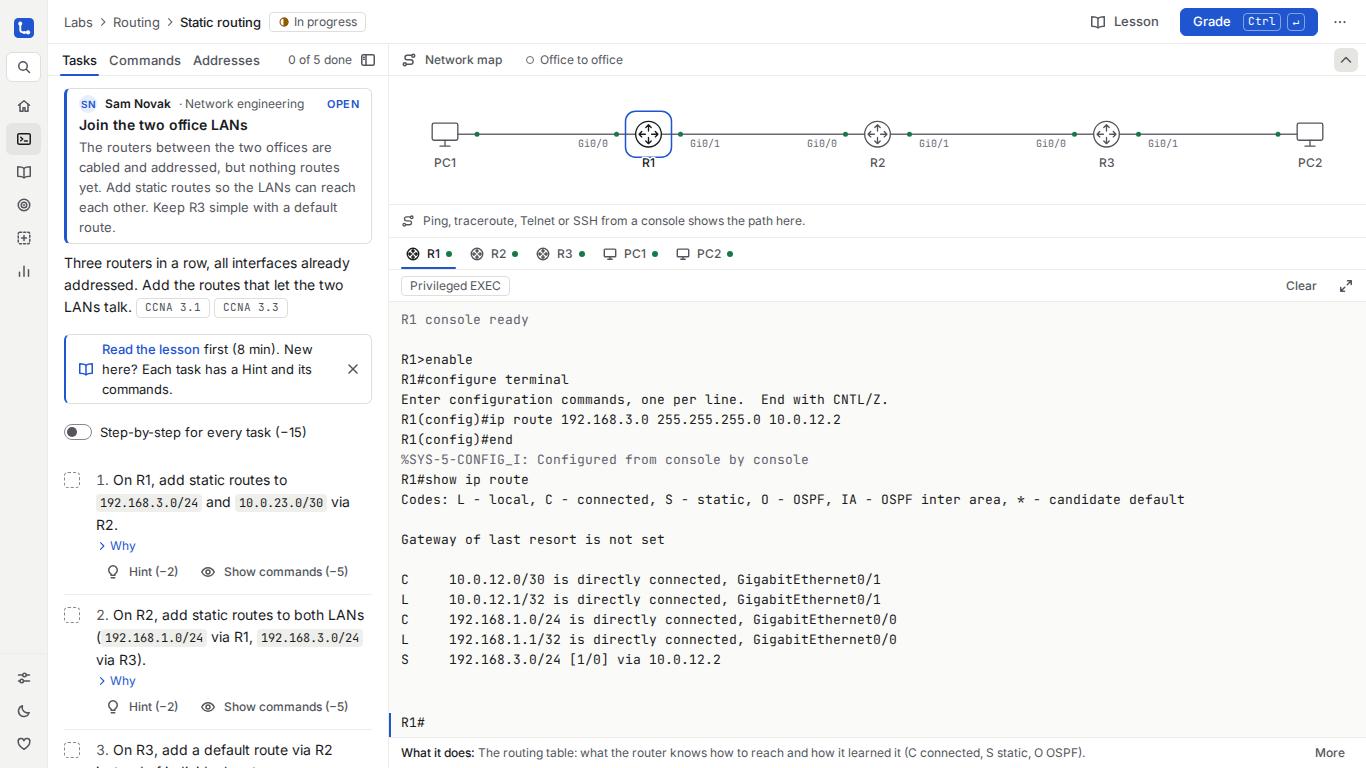 Labs > Routing > Static routing In progress
Lesson
Grade Ctrl ↵
Tasks Commands Addresses 0 of 5 done
SN Sam Novak · Network engineering OPEN
Join the two office LANs
The routers between the two offices are
cabled and addressed, but nothing routes
yet. Add static routes so the LANs can reach
each other. Keep R3 simple with a default
route.
Three routers in a row, all interfaces already
addressed. Add the routes that let the two
LANs talk. CCNA 3.1 CCNA 3.3
Read the lesson first (8 min). New
here? Each task has a Hint and its
commands.
Step-by-step for every task (−15)
1. On R1, add static routes to
192.168.3.0/24 and 10.0.23.0/30 via
R2.
> Why
Hint (−2) Show commands (−5)
2. On R2, add static routes to both LANs
(192.168.1.0/24 via R1, 192.168.3.0/24
via R3).
> Why
Hint (−2) Show commands (−5)
3. On R3, add a default route via R2
Network map Office to office
Gi0/0 Gi0/1 Gi0/0 Gi0/1 Gi0/0 Gi0/1
PC1 R1 R2 R3 PC2
Ping, traceroute, Telnet or SSH from a console shows the path here.
R1 R2 R3 PC1 PC2
Privileged EXEC Clear
R1 console ready
R1>enable
R1#configure terminal
Enter configuration commands, one per line.  End with CNTL/Z.
R1(config)#ip route 192.168.3.0 255.255.255.0 10.0.12.2
R1(config)#end
%SYS-5-CONFIG_I: Configured from console by console
R1#show ip route
Codes: L - local, C - connected, S - static, O - OSPF, IA - OSPF inter area, * - candidate default
Gateway of last resort is not set
C     10.0.12.0/30 is directly connected, GigabitEthernet0/1
L     10.0.12.1/32 is directly connected, GigabitEthernet0/1
C     192.168.1.0/24 is directly connected, GigabitEthernet0/0
L     192.168.1.1/32 is directly connected, GigabitEthernet0/0
S     192.168.3.0/24 [1/0] via 10.0.12.2
R1#
What it does: The routing table: what the router knows how to reach and how it learned it (C connected, S static, O OSPF). More